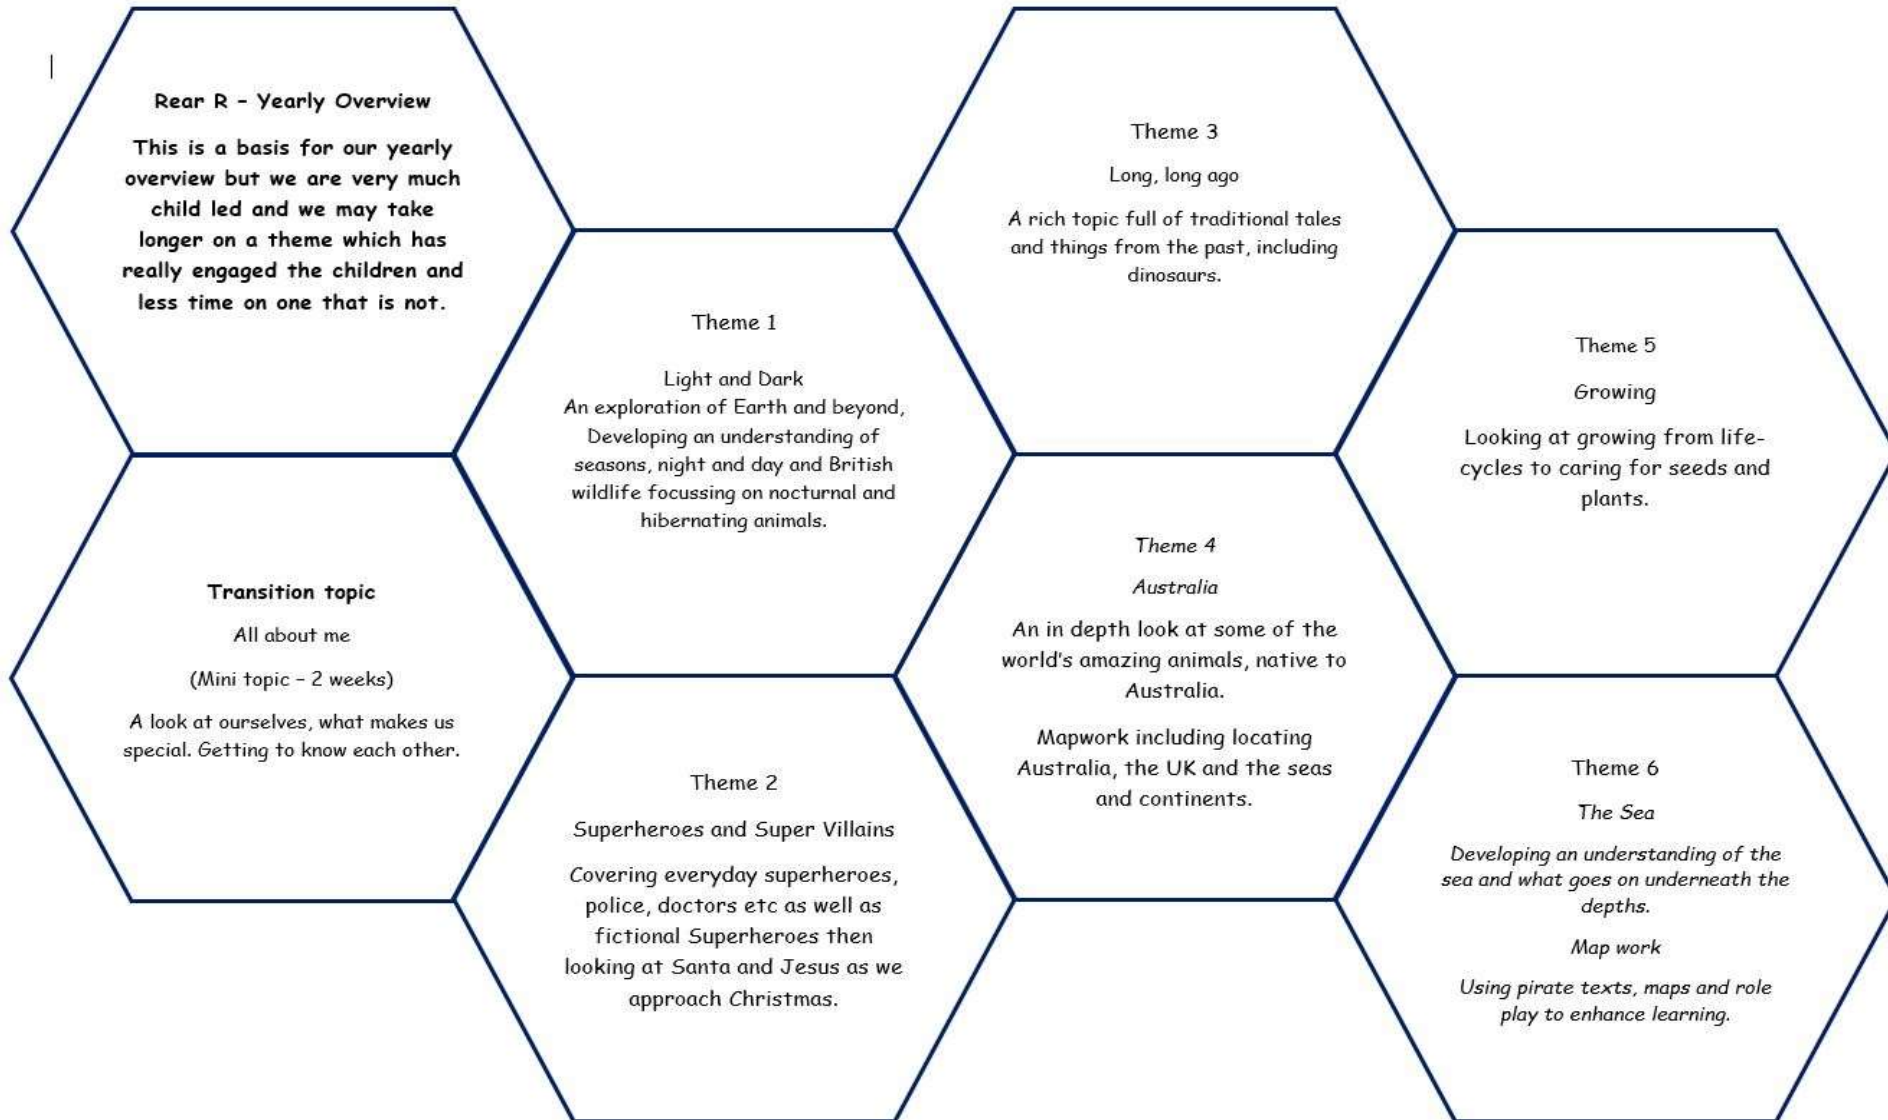 Rear R – Yearly Overview
This is a basis for our yearly
overview but we are very much
child led and we may take
longer on a theme which has
really engaged the children and
less time on one that is not.
Transition topic
All about me
(Mini topic – 2 weeks)
A look at ourselves, what makes us
special. Getting to know each other.
Theme 1
Light and Dark
An exploration of Earth and beyond,
Developing an understanding of
seasons, night and day and British
wildlife focussing on nocturnal and
hibernating animals.
Theme 2
Superheroes and Super Villains
Covering everyday superheroes,
police, doctors etc as well as
fictional Superheroes then
looking at Santa and Jesus as we
approach Christmas.
Theme 3
Long, long ago
A rich topic full of traditional tales
and things from the past, including
dinosaurs.
Theme 4
Australia
An in depth look at some of the
world's amazing animals, native to
Australia.
Mapwork including locating
Australia, the UK and the seas
and continents.
Theme 5
Growing
Looking at growing from life-
cycles to caring for seeds and
plants.
Theme 6
The Sea
Developing an understanding of the
sea and what goes on underneath the
depths.
Map work
Using pirate texts, maps and role
play to enhance learning.